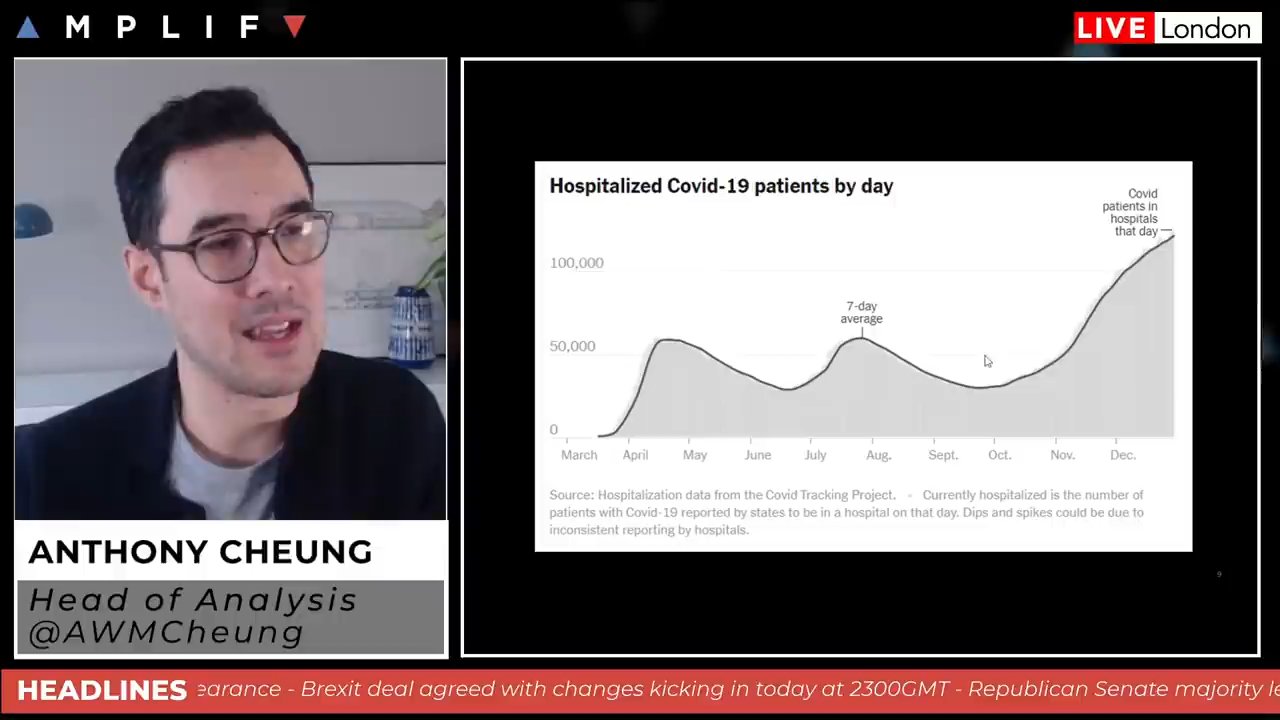 AMPLIFY
LIVE London
Hospitalized Covid-19 patients by day
Covid
patients in
hospitals
that day
100,000
7-day
average
50,000
0
March April May June July Aug. Sept. Oct. Nov. Dec.
Source: Hospitalization data from the Covid Tracking Project. • Currently hospitalized is the number of
patients with Covid-19 reported by states to be in a hospital on that day. Dips and spikes could be due to
inconsistent reporting by hospitals.
9
ANTHONY CHEUNG
Head of Analysis
@AWMCheung
HEADLINES earance - Brexit deal agreed with changes kicking in today at 2300GMT - Republican Senate majority le